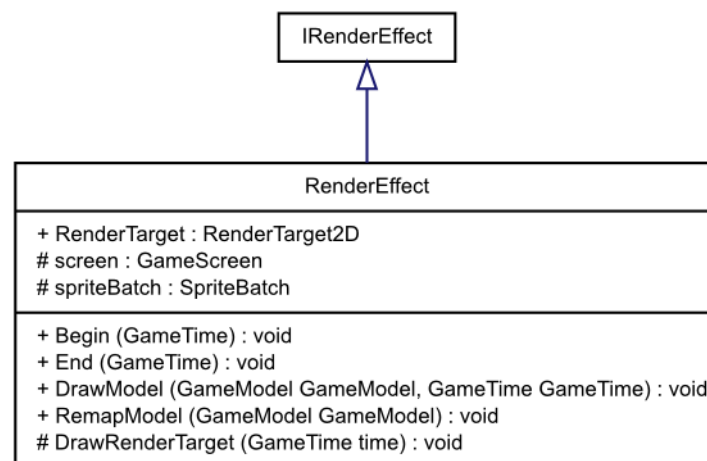 IRenderEffect
RenderEffect
+ RenderTarget : RenderTarget2D
# screen : GameScreen
# spriteBatch : SpriteBatch
+ Begin (GameTime) : void
+ End (GameTime) : void
+ DrawModel (GameModel GameModel, GameTime GameTime) : void
+ RemapModel (GameModel GameModel) : void
# DrawRenderTarget (GameTime time) : void